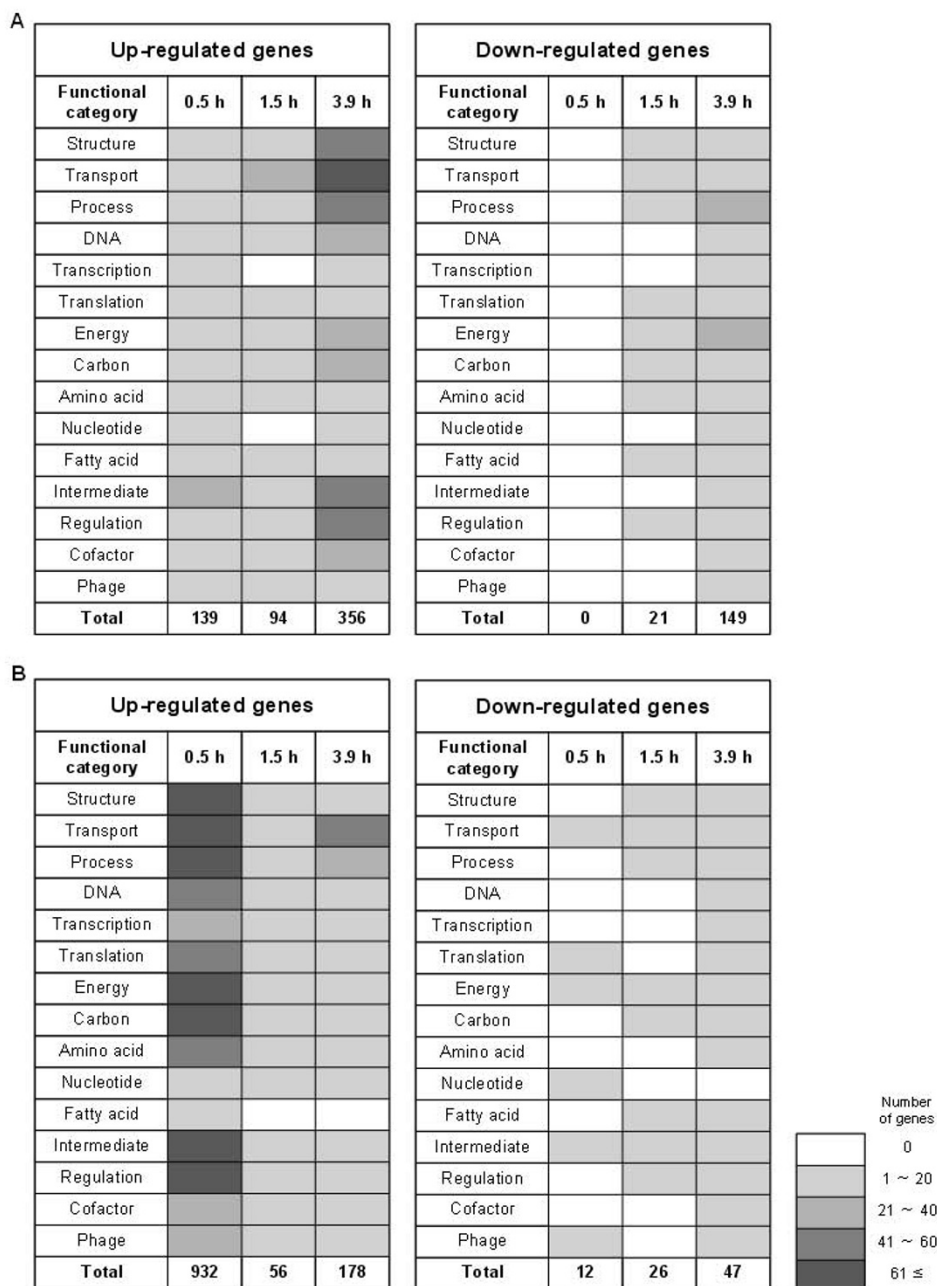 A
Up-regulated genes
Functional category 0.5 h 1.5 h 3.9 h
Structure
Transport
Process
DNA
Transcription
Translation
Energy
Carbon
Amino acid
Nucleotide
Fatty acid
Intermediate
Regulation
Cofactor
Phage
Total 139 94 356
Down-regulated genes
Functional category 0.5 h 1.5 h 3.9 h
Structure
Transport
Process
DNA
Transcription
Translation
Energy
Carbon
Amino acid
Nucleotide
Fatty acid
Intermediate
Regulation
Cofactor
Phage
Total 0 21 149
B
Up-regulated genes
Functional category 0.5 h 1.5 h 3.9 h
Structure
Transport
Process
DNA
Transcription
Translation
Energy
Carbon
Amino acid
Nucleotide
Fatty acid
Intermediate
Regulation
Cofactor
Phage
Total 932 56 178
Down-regulated genes
Functional category 0.5 h 1.5 h 3.9 h
Structure
Transport
Process
DNA
Transcription
Translation
Energy
Carbon
Amino acid
Nucleotide
Fatty acid
Intermediate
Regulation
Cofactor
Phage
Total 12 26 47
Number
of genes
0
1 ~ 20
21 ~ 40
41 ~ 60
61 ≤